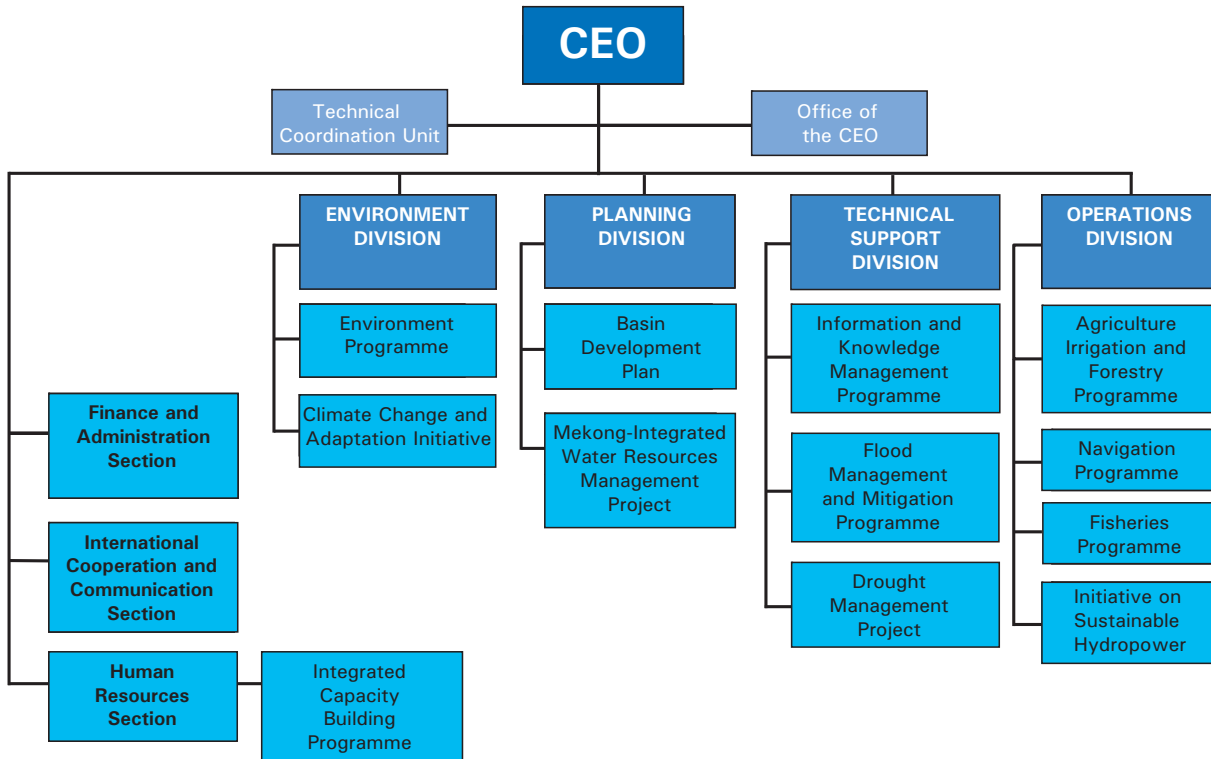 CEO
Technical
Coordination Unit
Office of
the CEO
ENVIRONMENT
DIVISION
PLANNING
DIVISION
TECHNICAL
SUPPORT
DIVISION
OPERATIONS
DIVISION
Environment
Programme
Climate Change and
Adaptation Initiative
Basin
Development
Plan
Mekong-Integrated
Water Resources
Management
Project
Information and
Knowledge
Management
Programme
Flood
Management
and Mitigation
Programme
Drought
Management
Project
Agriculture
Irrigation and
Forestry
Programme
Navigation
Programme
Fisheries
Programme
Initiative on
Sustainable
Hydropower
Finance and
Administration
Section
International
Cooperation and
Communication
Section
Human
Resources
Section
Integrated
Capacity
Building
Programme